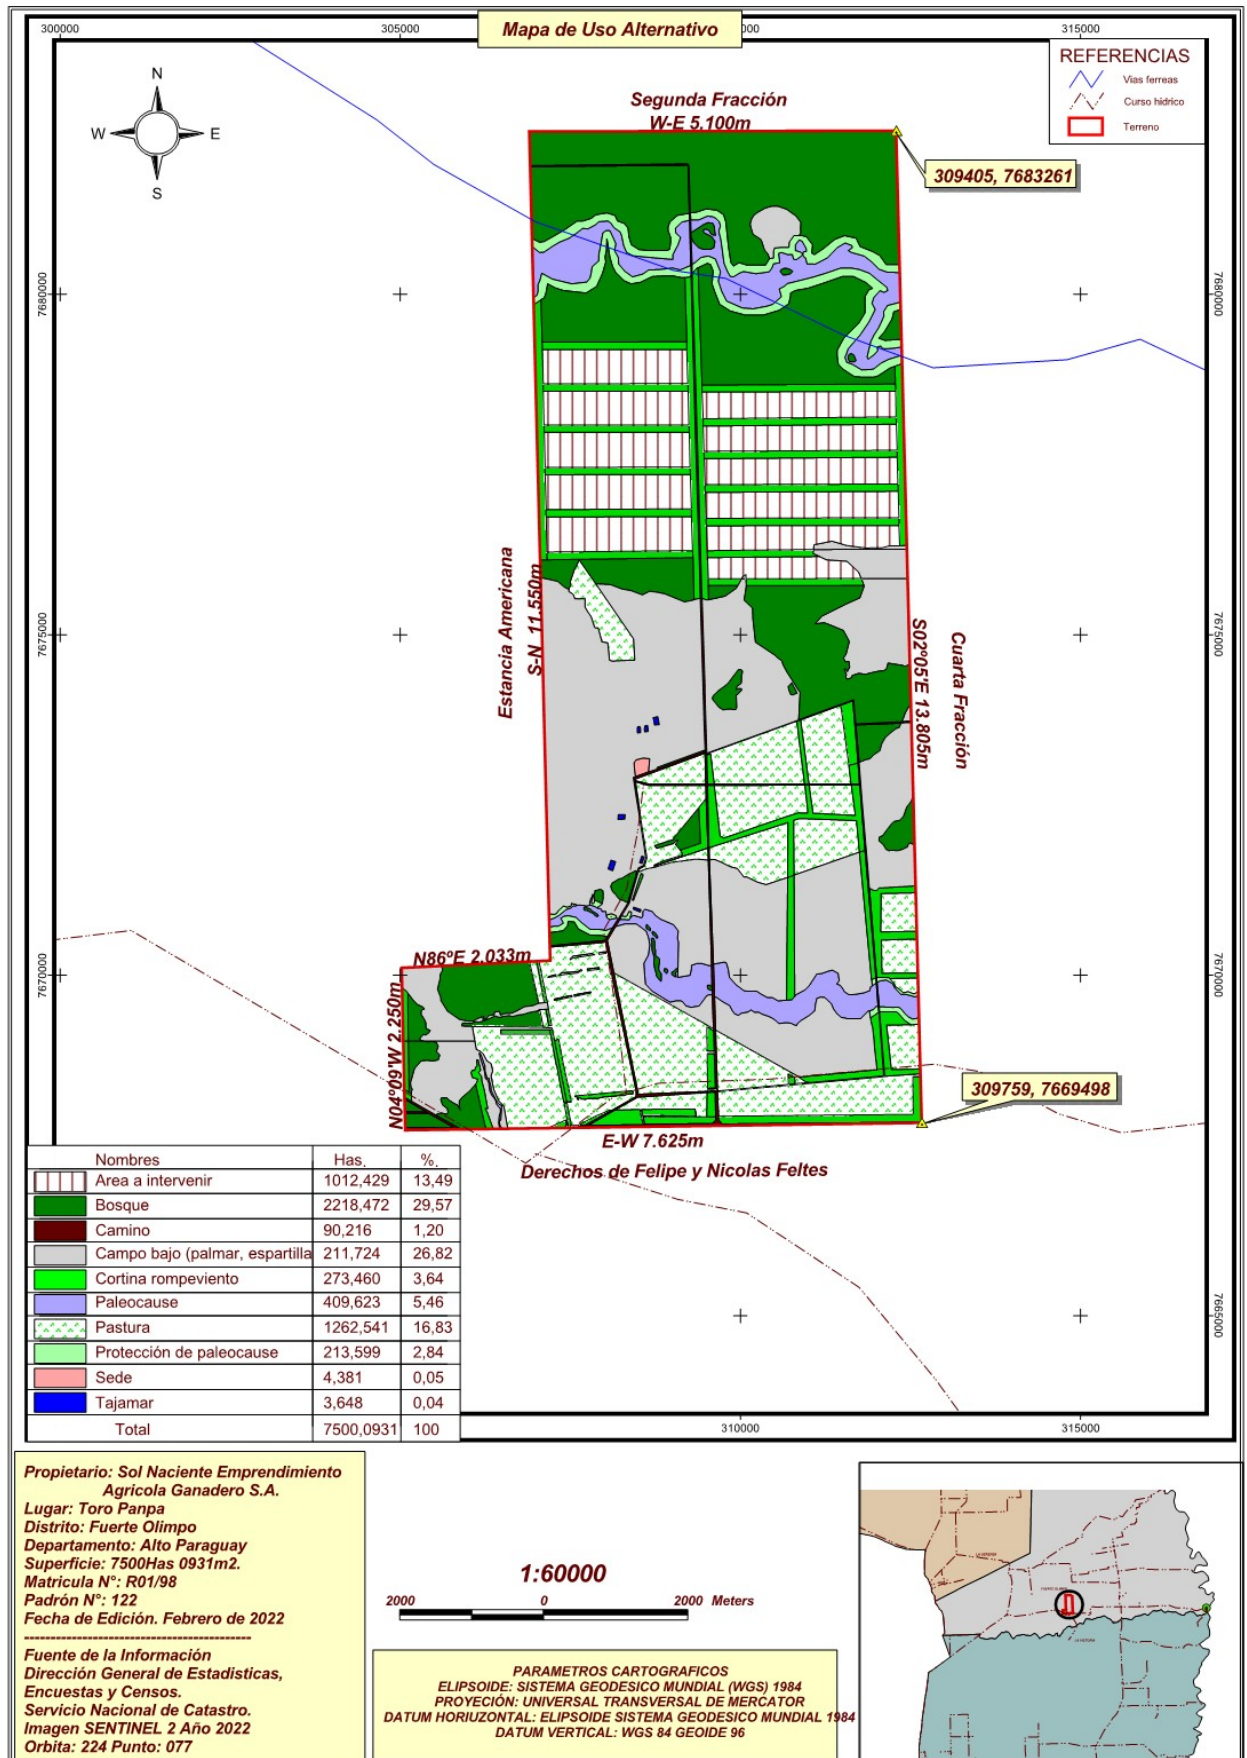 Mapa de Uso Alternativo
300000
305000
315000
REFERENCIAS
Vias ferreas
Curso hidrico
Terreno
N
W
E
S
Segunda Fracción
W-E 5.100m
309405, 7683261
7680000
7680000
Estancia Americana
S-N 11.550m
7675000
7675000
S02º05'E 13.805m
Cuarta Fracción
N86ºE 2.033m
7670000
7670000
N04º09'W 2.250m
309759, 7669498
E-W 7.625m
Derechos de Felipe y Nicolas Feltes
Nombres Has. %.
Area a intervenir 1012,429 13,49
Bosque 2218,472 29,57
Camino 90,216 1,20
Campo bajo (palmar, espartilla 211,724 26,82
Cortina rompeviento 273,460 3,64
Paleocause 409,623 5,46
Pastura 1262,541 16,83
Protección de paleocause 213,599 2,84
Sede 4,381 0,05
Tajamar 3,648 0,04
Total 7500,0931 100
7665000
310000
315000
Propietario: Sol Naciente Emprendimiento
Agricola Ganadero S.A.
Lugar: Toro Panpa
Distrito: Fuerte Olimpo
Departamento: Alto Paraguay
Superficie: 7500Has 0931m2.
Matricula N°: R01/98
Padrón N°: 122
Fecha de Edición. Febrero de 2022
-------------------------------------------
Fuente de la Información
Dirección General de Estadisticas,
Encuestas y Censos.
Servicio Nacional de Catastro.
Imagen SENTINEL 2 Año 2022
Orbita: 224 Punto: 077
1:60000
2000 0 2000 Meters
PARAMETROS CARTOGRAFICOS
ELIPSOIDE: SISTEMA GEODESICO MUNDIAL (WGS) 1984
PROYECIÓN: UNIVERSAL TRANSVERSAL DE MERCATOR
DATUM HORIUZONTAL: ELIPSOIDE SISTEMA GEODESICO MUNDIAL 1984
DATUM VERTICAL: WGS 84 GEOIDE 96